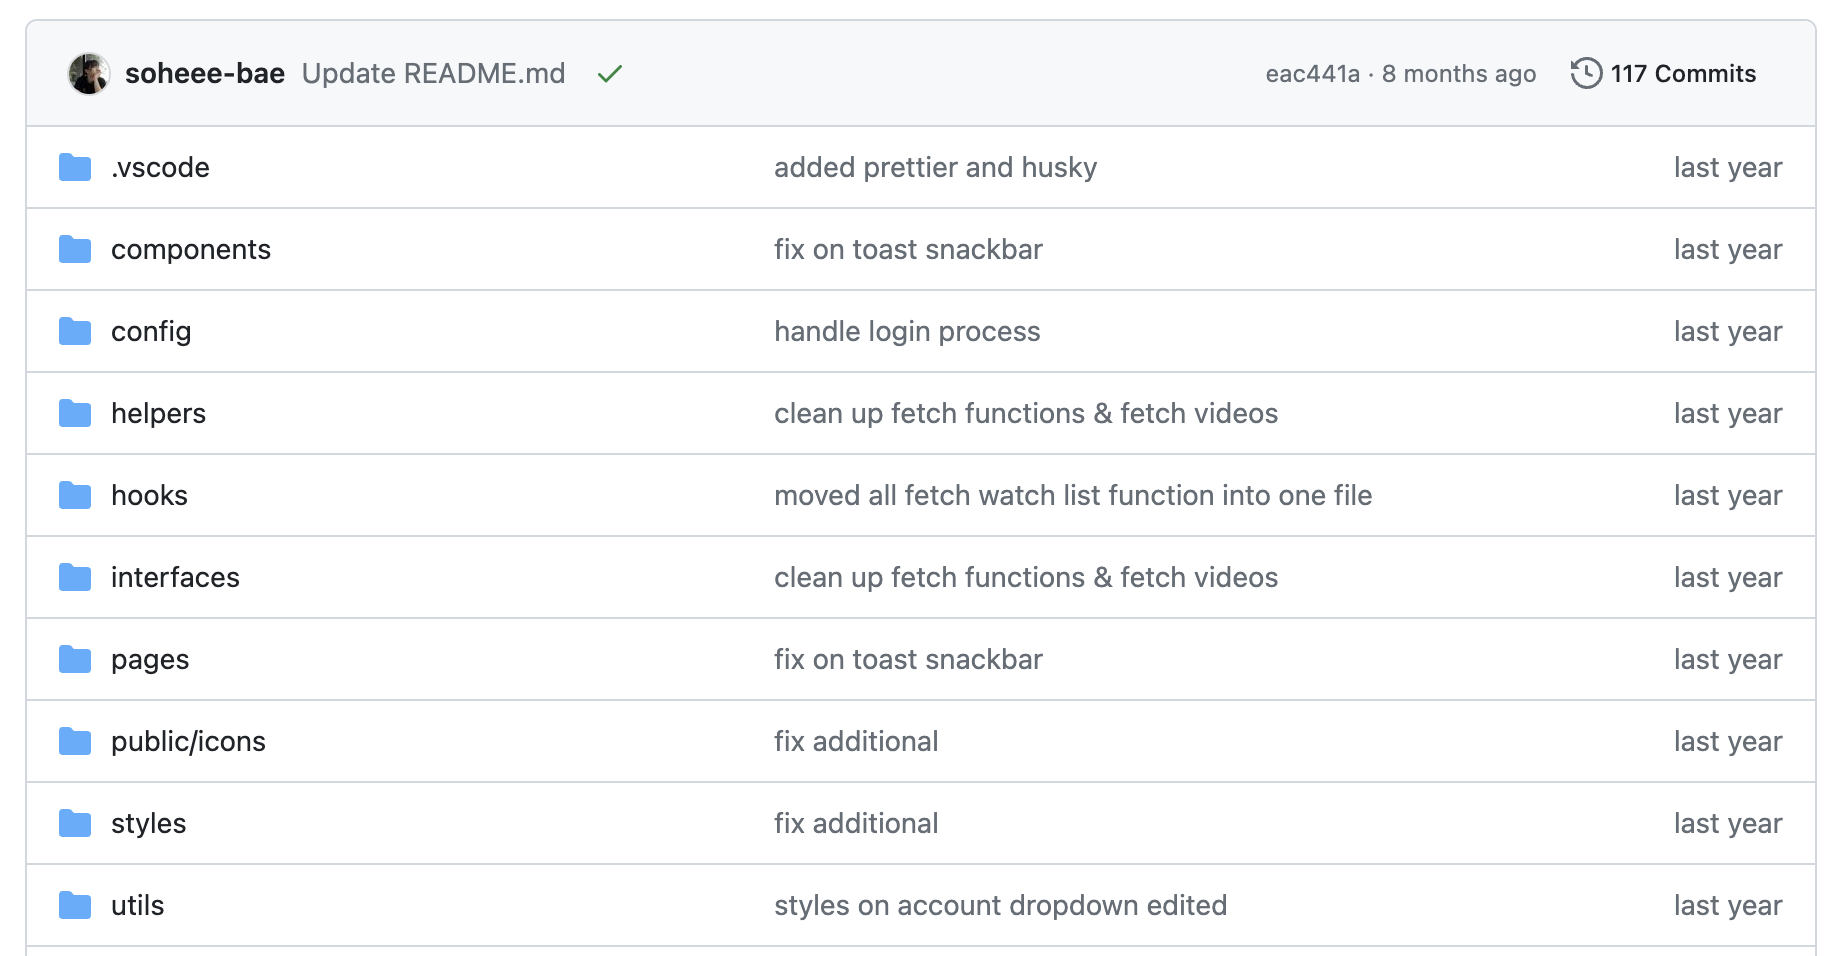 soheee-bae Update README.md eac441a · 8 months ago 117 Commits
.vscode added prettier and husky last year
components fix on toast snackbar last year
config handle login process last year
helpers clean up fetch functions & fetch videos last year
hooks moved all fetch watch list function into one file last year
interfaces clean up fetch functions & fetch videos last year
pages fix on toast snackbar last year
public/icons fix additional last year
styles fix additional last year
utils styles on account dropdown edited last year